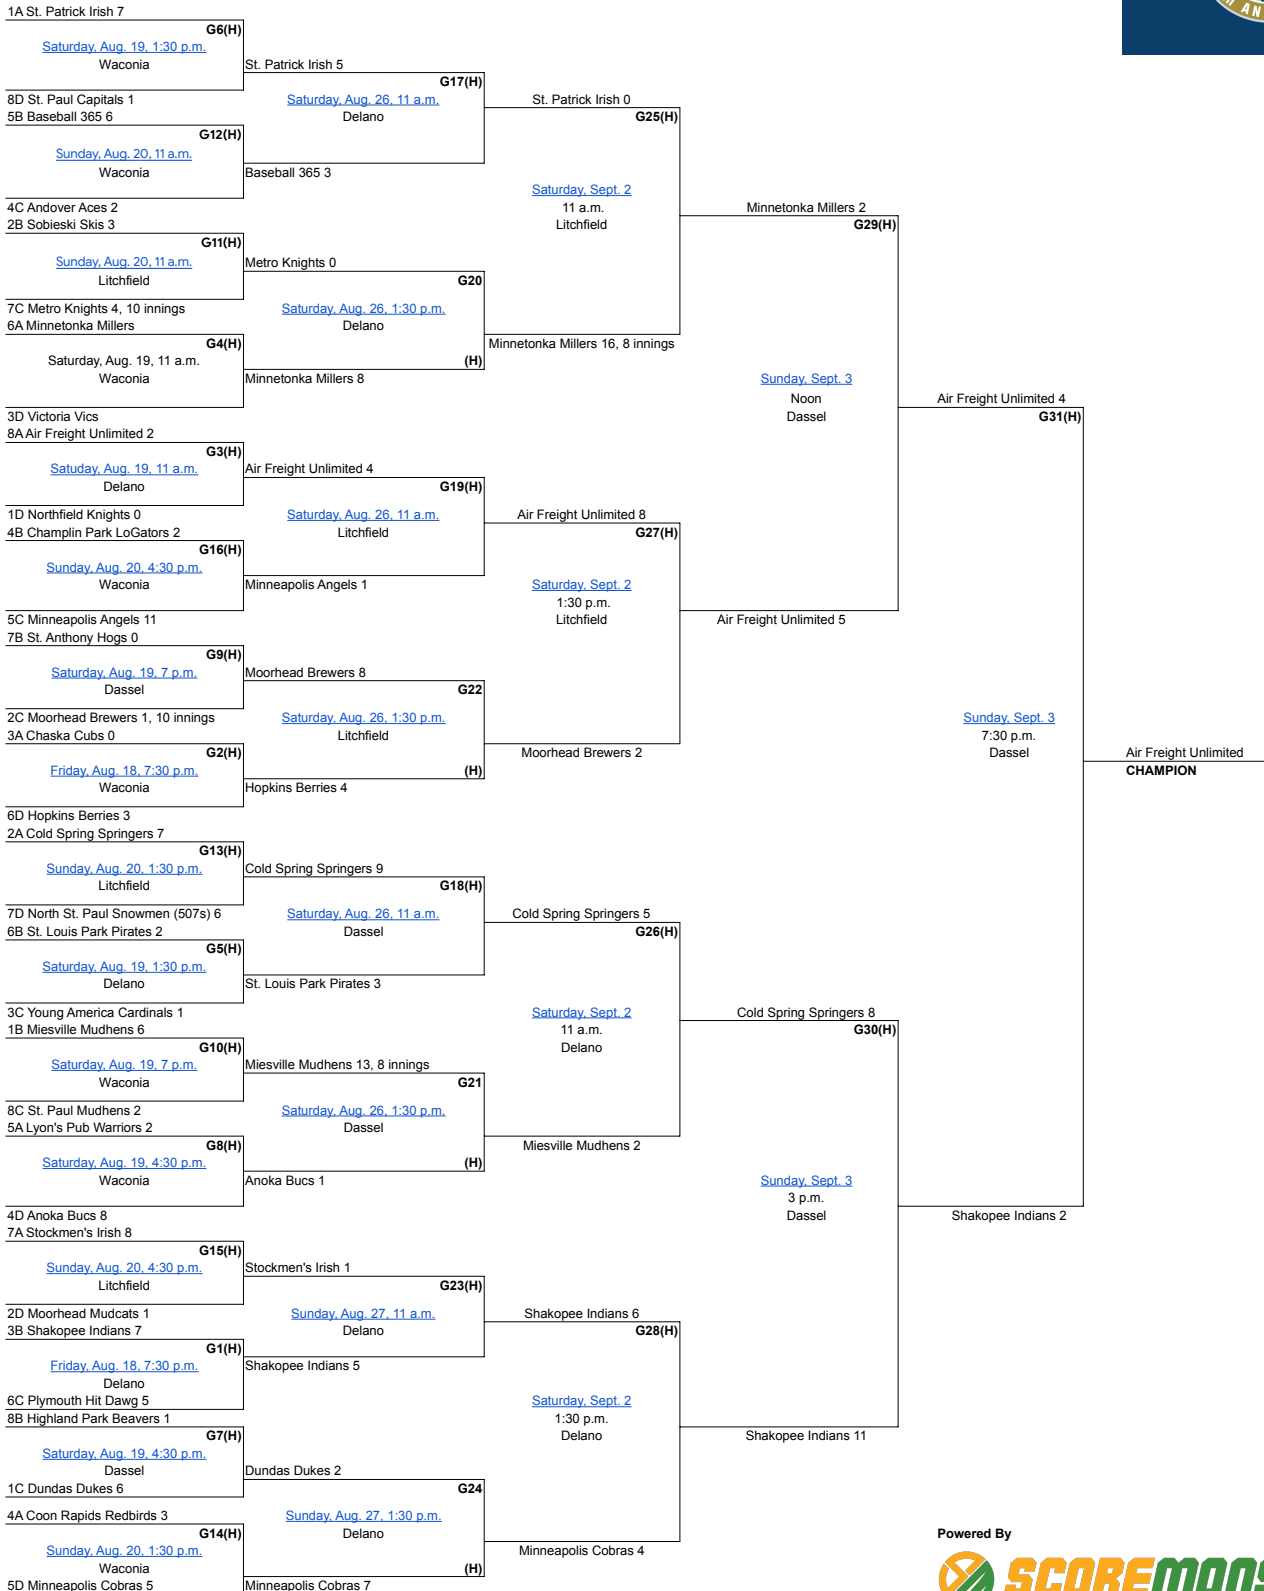 1A St. Patrick Irish 7
G6(H)
Saturday, Aug. 19, 1:30 p.m.
Waconia
St. Patrick Irish 5
G17(H)
8D St. Paul Capitals 1
Saturday, Aug. 26, 11 a.m.
St. Patrick Irish 0
5B Baseball 365 6
Delano
G25(H)
G12(H)
Sunday, Aug. 20, 11 a.m.
Waconia
Baseball 365 3
Saturday, Sept. 2
4C Andover Aces 2
11 a.m.
Minnetonka Millers 2
2B Sobieski Skis 3
Litchfield
G29(H)
G11(H)
Sunday, Aug. 20, 11 a.m.
Metro Knights 0
Litchfield
G20
7C Metro Knights 4, 10 innings
Saturday, Aug. 26, 1:30 p.m.
6A Minnetonka Millers
Delano
G4(H)
Minnetonka Millers 16, 8 innings
Saturday, Aug. 19, 11 a.m.
(H)
Waconia
Minnetonka Millers 8
Sunday, Sept. 3
Noon
Air Freight Unlimited 4
3D Victoria Vics
Dassel
G31(H)
8A Air Freight Unlimited 2
G3(H)
Satuday, Aug. 19, 11 a.m.
Air Freight Unlimited 4
Delano
G19(H)
1D Northfield Knights 0
Saturday, Aug. 26, 11 a.m.
Air Freight Unlimited 8
4B Champlin Park LoGators 2
Litchfield
G27(H)
G16(H)
Sunday, Aug. 20, 4:30 p.m.
Waconia
Minneapolis Angels 1
Saturday, Sept. 2
1:30 p.m.
5C Minneapolis Angels 11
Litchfield
Air Freight Unlimited 5
7B St. Anthony Hogs 0
G9(H)
Saturday, Aug. 19, 7 p.m.
Moorhead Brewers 8
Dassel
G22
2C Moorhead Brewers 1, 10 innings
Saturday, Aug. 26, 1:30 p.m.
Sunday, Sept. 3
3A Chaska Cubs 0
Litchfield
7:30 p.m.
G2(H)
Moorhead Brewers 2
Dassel
Air Freight Unlimited
Friday, Aug. 18, 7:30 p.m.
(H)
CHAMPION
Waconia
Hopkins Berries 4
6D Hopkins Berries 3
2A Cold Spring Springers 7
G13(H)
Sunday, Aug. 20, 1:30 p.m.
Cold Spring Springers 9
Litchfield
G18(H)
7D North St. Paul Snowmen (507s) 6
Saturday, Aug. 26, 11 a.m.
Cold Spring Springers 5
6B St. Louis Park Pirates 2
Dassel
G26(H)
G5(H)
Saturday, Aug. 19, 1:30 p.m.
Delano
St. Louis Park Pirates 3
3C Young America Cardinals 1
Saturday, Sept. 2
Cold Spring Springers 8
1B Miesville Mudhens 6
11 a.m.
G30(H)
G10(H)
Delano
Saturday, Aug. 19, 7 p.m.
Miesville Mudhens 13, 8 innings
Waconia
G21
8C St. Paul Mudhens 2
Saturday, Aug. 26, 1:30 p.m.
5A Lyon's Pub Warriors 2
Dassel
G8(H)
Miesville Mudhens 2
Saturday, Aug. 19, 4:30 p.m.
(H)
Waconia
Anoka Bucs 1
Sunday, Sept. 3
3 p.m.
4D Anoka Bucs 8
Dassel
Shakopee Indians 2
7A Stockmen's Irish 8
G15(H)
Sunday, Aug. 20, 4:30 p.m.
Stockmen's Irish 1
Litchfield
G23(H)
2D Moorhead Mudcats 1
Sunday, Aug. 27, 11 a.m.
Shakopee Indians 6
3B Shakopee Indians 7
Delano
G28(H)
G1(H)
Friday, Aug. 18, 7:30 p.m.
Shakopee Indians 5
Delano
6C Plymouth Hit Dawg 5
Saturday, Sept. 2
8B Highland Park Beavers 1
1:30 p.m.
G7(H)
Delano
Shakopee Indians 11
Saturday, Aug. 19, 4:30 p.m.
Dassel
Dundas Dukes 2
1C Dundas Dukes 6
G24
4A Coon Rapids Redbirds 3
Sunday, Aug. 27, 1:30 p.m.
G14(H)
Delano
Powered By
Sunday, Aug. 20, 1:30 p.m.
Minneapolis Cobras 4
Waconia
(H)
5D Minneapolis Cobras 5
Minneapolis Cobras 7